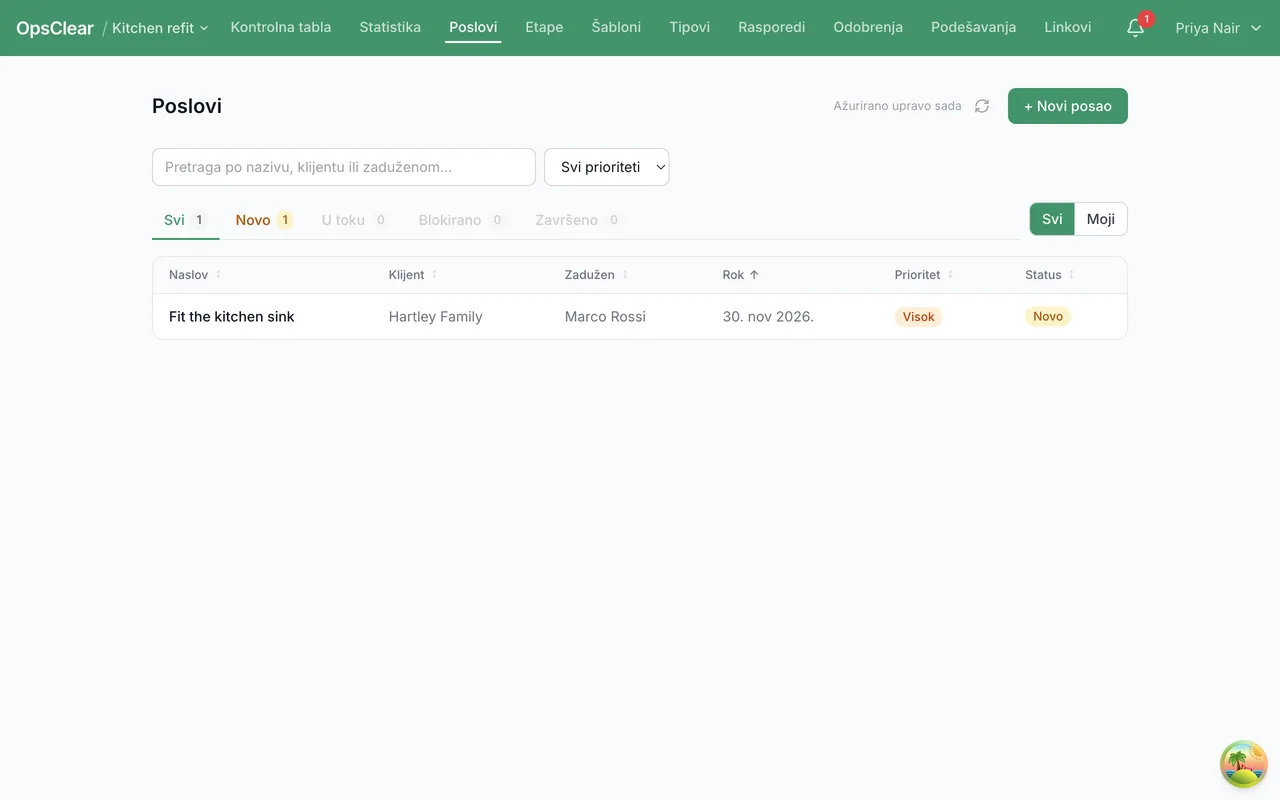 OpsClear / Kitchen refit Kontrolna tabla Statistika Poslovi Etape Šabloni Tipovi Rasporedi Odobrenja Podešavanja Linkovi 1 Priya Nair
Poslovi Ažurirano upravo sada + Novi posao
Pretraga po nazivu, klijentu ili zaduženom... Svi prioriteti
Svi 1 Novo 1 U toku 0 Blokirano 0 Završeno 0 Svi Moji
Naslov Klijent Zadužen Rok ↑ Prioritet Status
Fit the kitchen sink Hartley Family Marco Rossi 30. nov 2026. Visok Novo